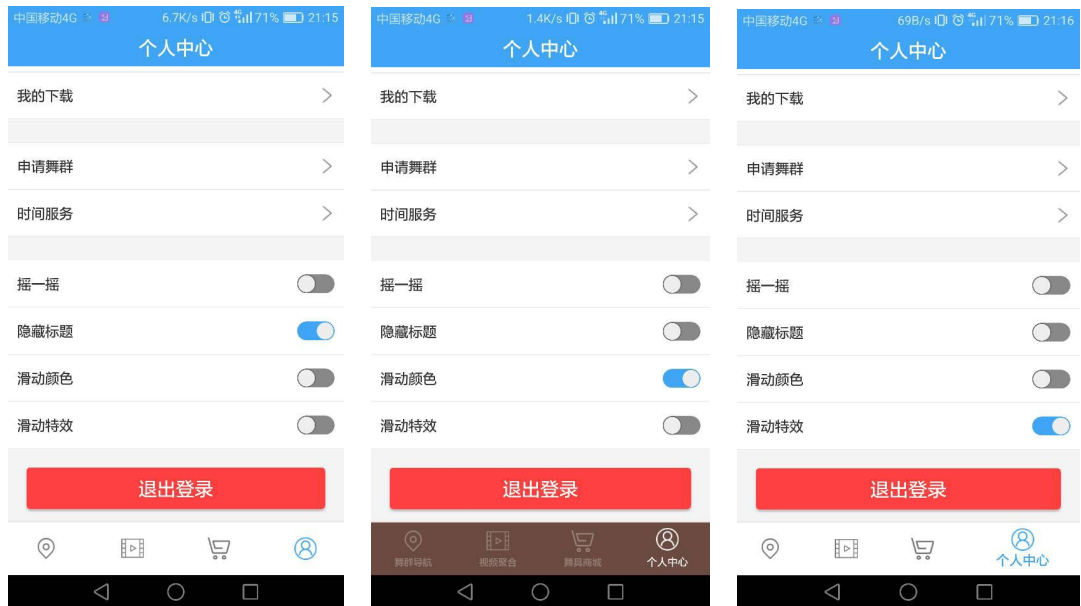 中国移动4G 6.7K/s 4G 71% 21:15
个人中心
我的下载
申请舞群
时间服务
摇一摇
隐藏标题
滑动颜色
滑动特效
退出登录
中国移动4G 1.4K/s 4G 71% 21:15
个人中心
我的下载
申请舞群
时间服务
摇一摇
隐藏标题
滑动颜色
滑动特效
退出登录
舞群导航 视频聚合 舞具商城 个人中心
中国移动4G 69B/s 4G 71% 21:16
个人中心
我的下载
申请舞群
时间服务
摇一摇
隐藏标题
滑动颜色
滑动特效
退出登录
个人中心